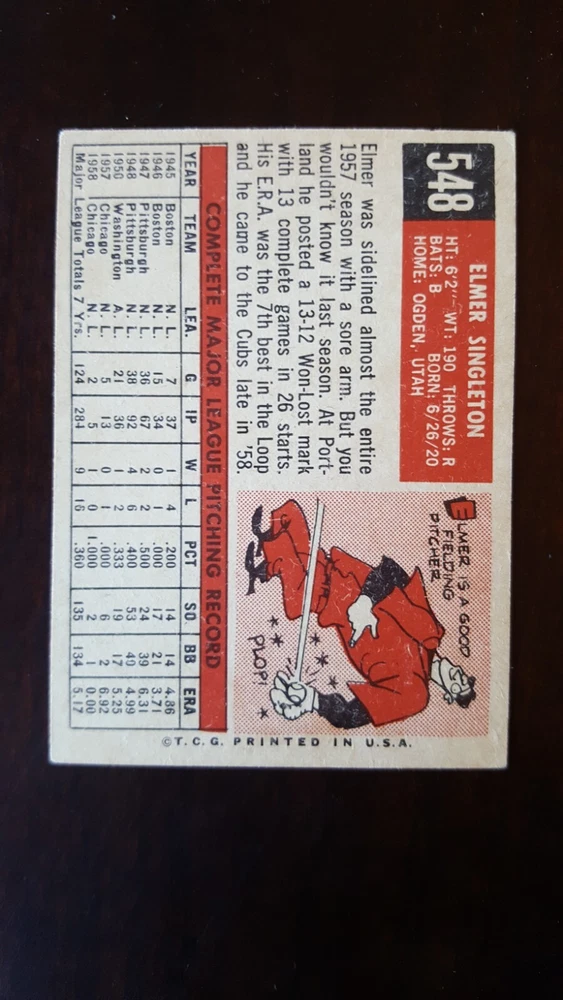 548
ELMER SINGLETON
HT: 6'2" WT: 190 THROWS: R
BATS: B BORN: 6/26/20
HOME: OGDEN, UTAH
Elmer was sidelined almost the entire
1957 season with a sore arm. But you
wouldn't know it last season. At Port-
land he posted a 13-12 Won-Lost mark
with 13 complete games in 26 starts.
His E.R.A. was the 7th best in the Loop
and he came to the Cubs late in '58.
ELMER IS A GOOD
FIELDING
PITCHER
PLOP!
COMPLETE MAJOR LEAGUE PITCHING RECORD
YEAR TEAM LEA. G IP W L PCT SO. BB ERA
1945 Boston N. L. 7 37 1 4 .200 14 14 4.86
1946 Boston N. L. 15 34 0 1 .000 17 21 3.71
1947 Pittsburgh N. L. 36 67 2 2 .500 24 39 6.31
1948 Pittsburgh N. L. 38 92 4 6 .400 53 40 4.99
1950 Washington A. L. 21 36 1 2 .333 19 17 5.25
1957 Chicago N. L. 5 13 0 1 .000 6 2 6.92
1958 Chicago N. L. 2 5 1 0 1.000 2 1 0.00
Major League Totals 7 Yrs. 124 284 9 16 .360 135 134 5.17
©T. C. G. PRINTED IN U.S.A.